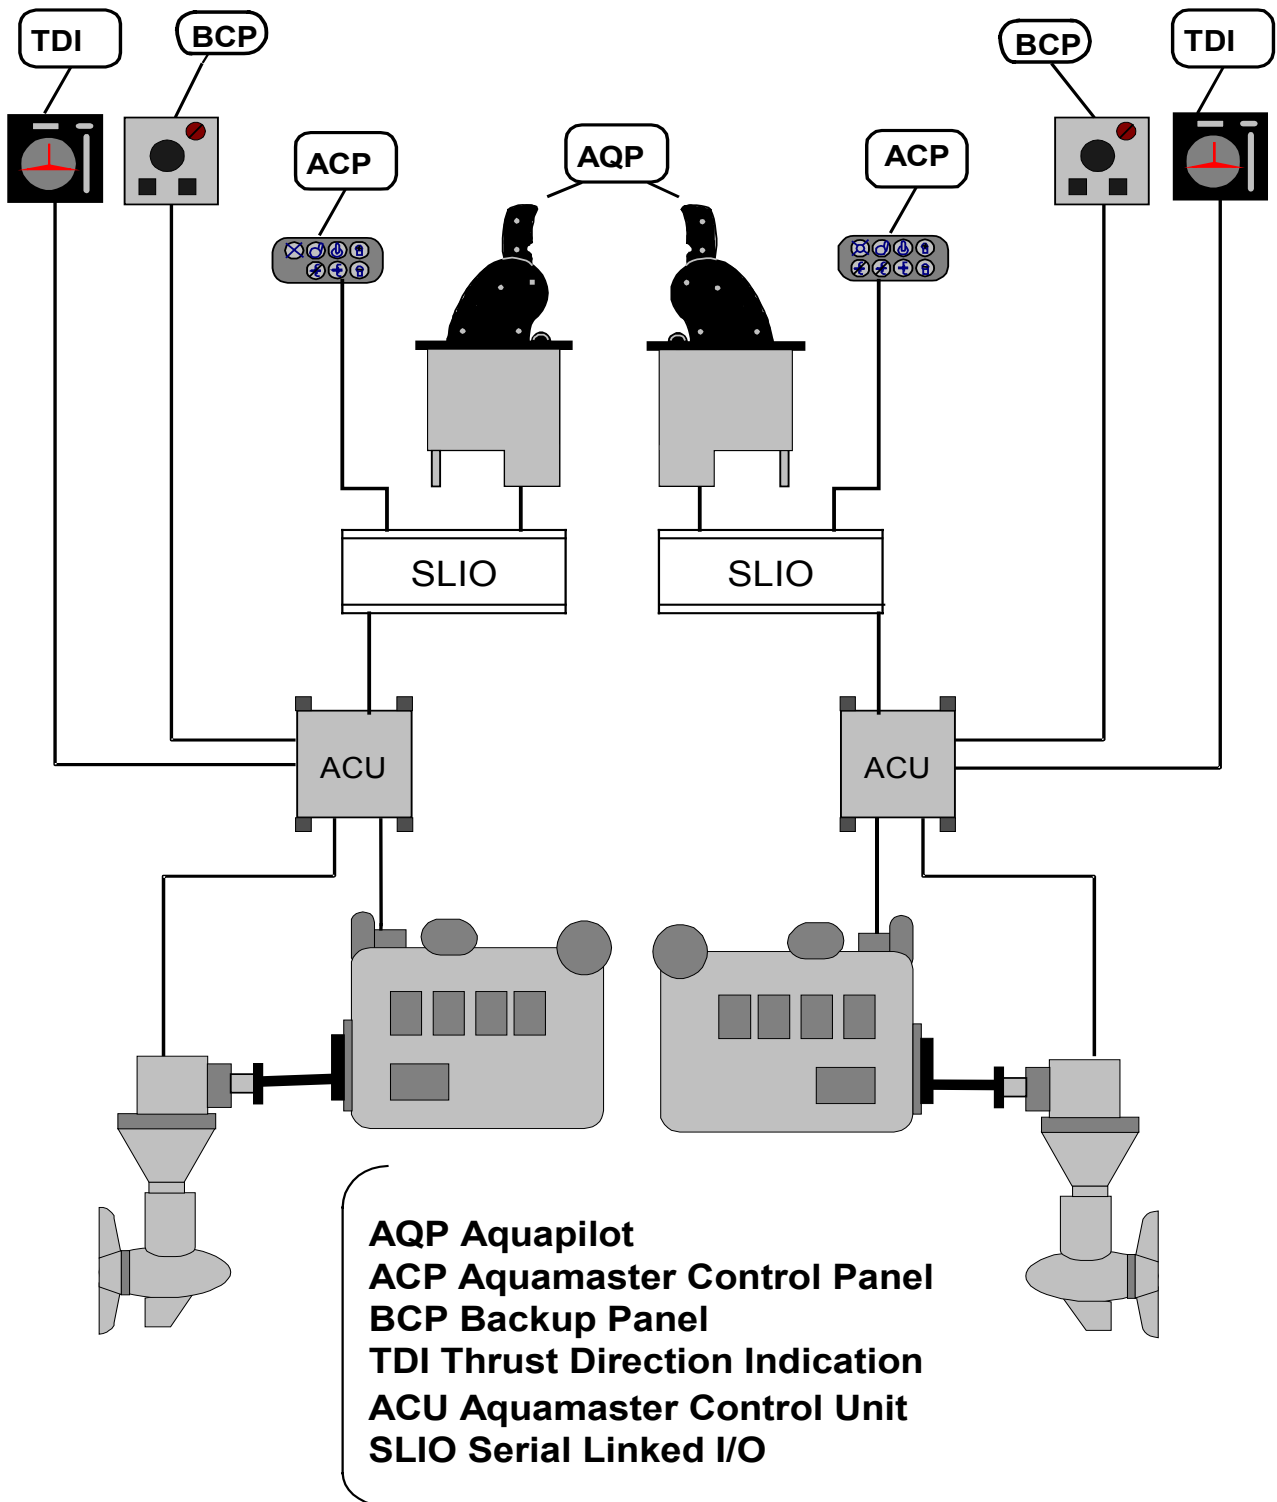 TDI
BCP
BCP
TDI
ACP
AQP
ACP
SLIO
SLIO
ACU
ACU
AQP Aquapilot
ACP Aquamaster Control Panel
BCP Backup Panel
TDI Thrust Direction Indication
ACU Aquamaster Control Unit
SLIO Serial Linked I/O